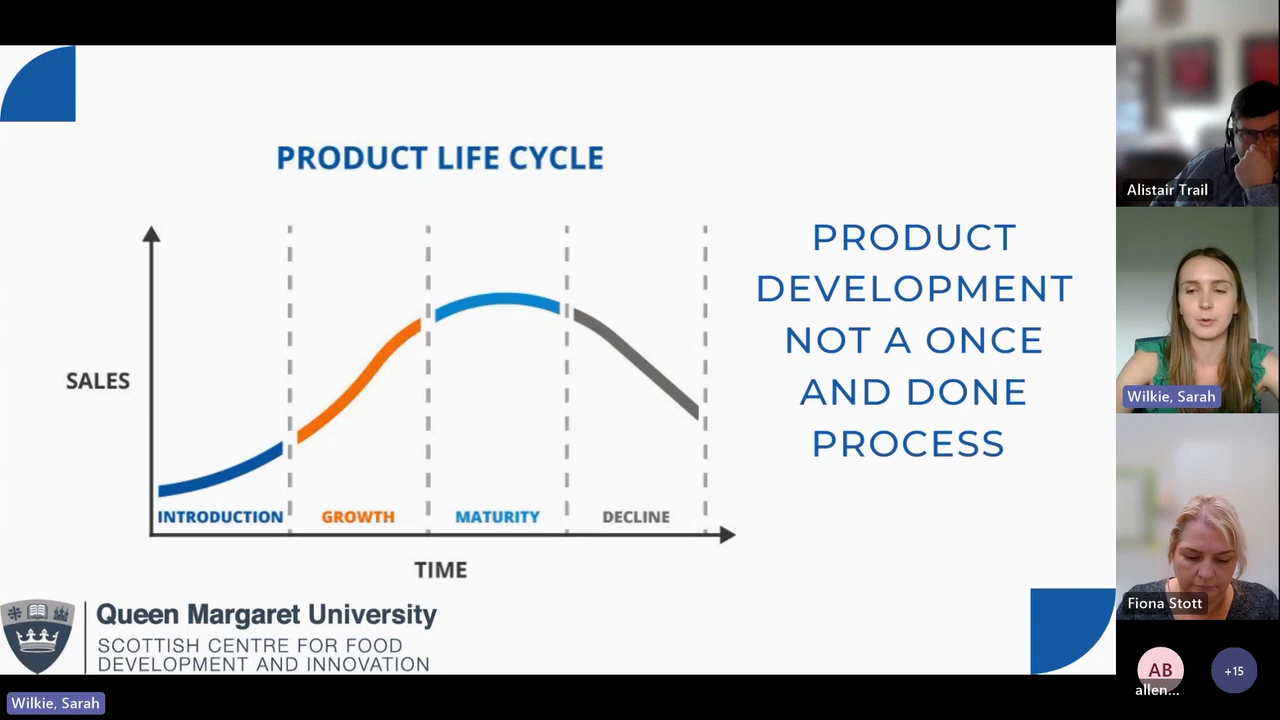 PRODUCT LIFE CYCLE
SALES
INTRODUCTION
GROWTH
MATURITY
DECLINE
TIME
PRODUCT
DEVELOPMENT
NOT A ONCE
AND DONE
PROCESS
Queen Margaret University
SCOTTISH CENTRE FOR FOOD
DEVELOPMENT AND INNOVATION
Wilkie, Sarah
Alistair Trail
Wilkie, Sarah
Fiona Stott
AB
allen...
+15